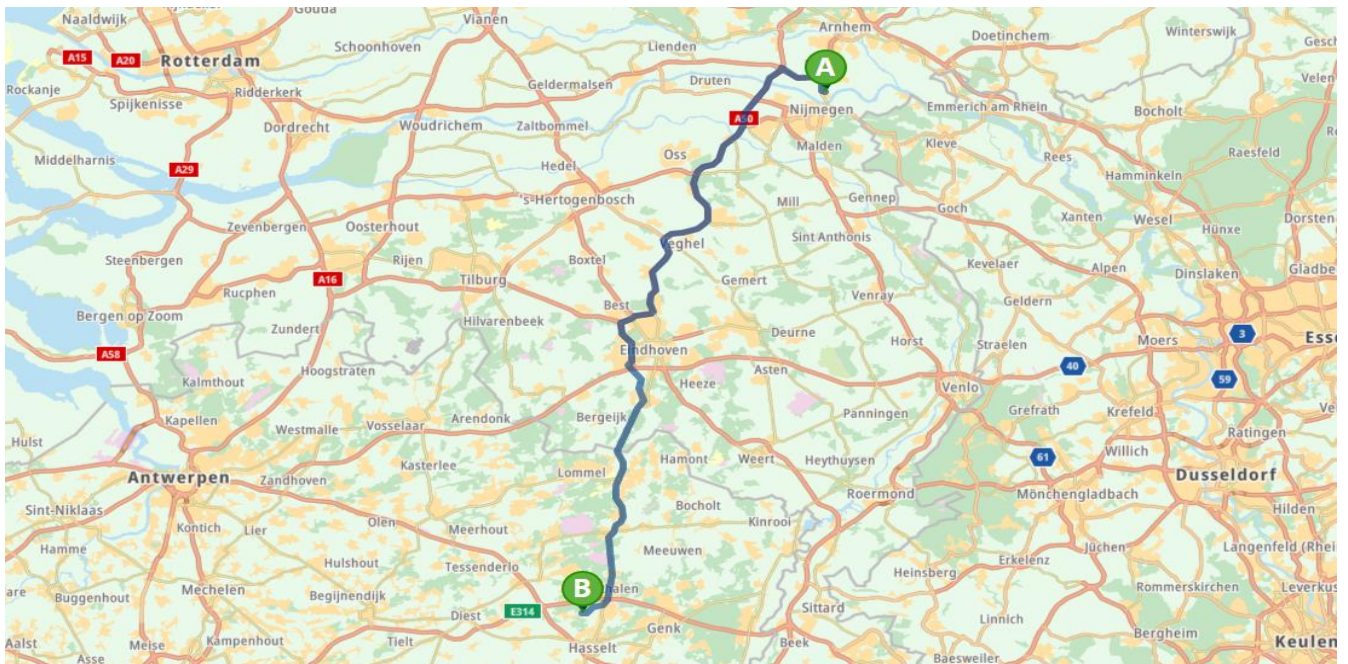 Naaldwijk
Gouda
Vianen
Arnhem
Doetinchem
Winterswijk
A15
A20
Rotterdam
Schoonhoven
Lienden
A
Rockanje
Ridderkerk
Geldermalsen
Druten
Velen
Spijkenisse
Emmerich am Rhein
Bocholt
Dordrecht
Woudrichem
Zaltbommel
A50
Nijmegen
Middelharnis
A29
Hedel
Oss
Malden
Kleve
Rees
Raesfeld
Hamminkeln
Zevenbergen
Oosterhout
's-Hertogenbosch
Mill
Gennep
Goch
Xanten
Wesel
Hünxe
Dorsten
Steenbergen
Rijen
Boxtel
Veghel
Sint Anthonis
Kevelaer
Alpen
Dinslaken
A16
Tilburg
Gemert
Rucphen
Venray
Geldern
Bergen op Zoom
Zundert
Hilvarenbeek
Best
Deurne
Horst
Straelen
Moers
3
A58
Eindhoven
Kalmthout
Hoogstraten
Heeze
Asten
Venlo
40
59
Kapellen
Westmalle
Vosselaar
Arendonk
Bergeijk
Panningen
Grefrath
Krefeld
Hulst
Ratingen
Antwerpen
Zandhoven
Kasterlee
Lommel
Hamont
Weert
Heythuysen
61
Willich
Dusseldorf
Roermond
Mönchengladbach
Sint-Niklaas
Kontich
Lier
Olen
Meerhout
Bocholt
Kinrooi
Hilden
Hamme
Hulshout
Tessenderlo
Meeuwen
Erkelenz
Jüchen
Langenfeld (Rhei
Buggenhout
Mechelen
Begijnendijk
B
halen
Heinsberg
Rommerskirchen
Leverkus
Diest
E314
Sittard
Linnich
Aalst
Meise
Kampenhout
Tielt
Hasselt
Genk
Beek
Bergheim
Keulen
Asse
Baesweiler